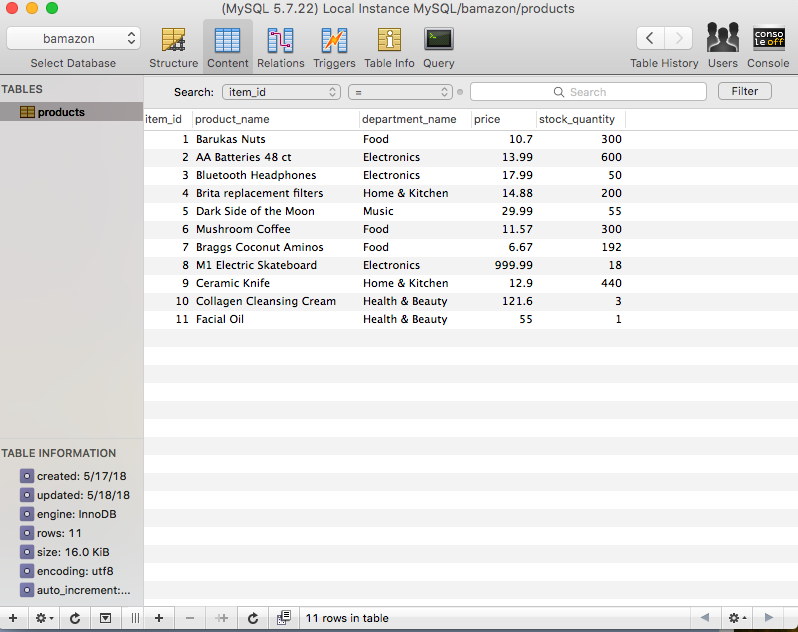 (MySQL 5.7.22) Local Instance MySQL/bamazon/products
bamazon
Select Database
Structure Content Relations Triggers Table Info Query
Table History Users Console
conso
le off
TABLES
products
Search: item_id = Search Filter
item_id product_name department_name price stock_quantity
1 Barukas Nuts Food 10.7 300
2 AA Batteries 48 ct Electronics 13.99 600
3 Bluetooth Headphones Electronics 17.99 50
4 Brita replacement filters Home & Kitchen 14.88 200
5 Dark Side of the Moon Music 29.99 55
6 Mushroom Coffee Food 11.57 300
7 Braggs Coconut Aminos Food 6.67 192
8 M1 Electric Skateboard Electronics 999.99 18
9 Ceramic Knife Home & Kitchen 12.9 440
10 Collagen Cleansing Cream Health & Beauty 121.6 3
11 Facial Oil Health & Beauty 55 1
TABLE INFORMATION
created: 5/17/18
updated: 5/18/18
engine: InnoDB
rows: 11
size: 16.0 KiB
encoding: utf8
auto_increment:...
11 rows in table